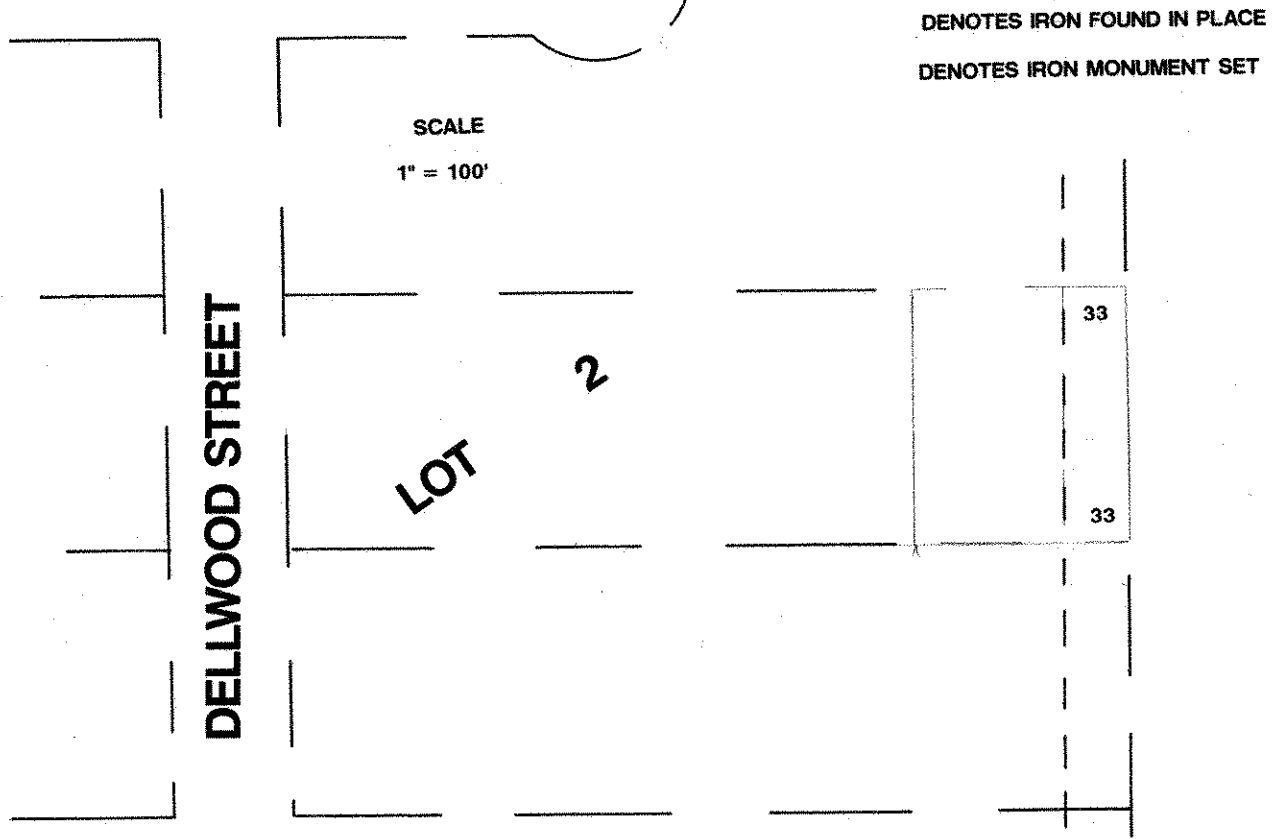 DENOTES IRON FOUND IN PLACE
DENOTES IRON MONUMENT SET
SCALE
1" = 100'
33
2
DELLWOOD STREET
LOT
33